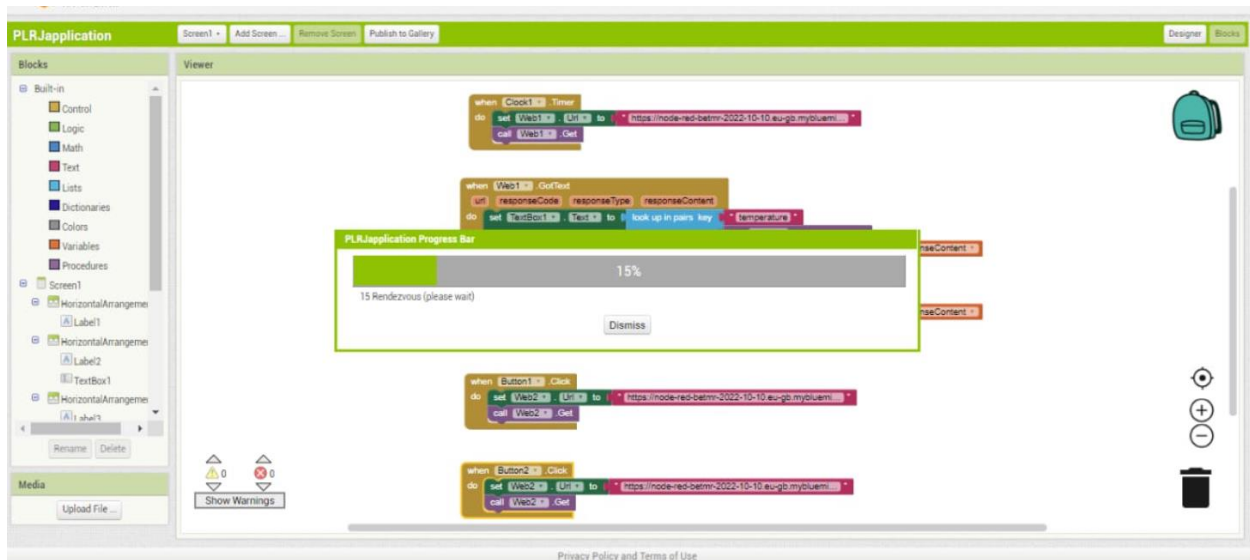 PLRJapplication
Screen1 Add Screen ... Remove Screen Publish to Gallery
Designer Blocks
Blocks
Viewer
Built-in
Control
Logic
Math
Text
Lists
Dictionaries
Colors
Variables
Procedures
Screen1
HorizontalArrangemen
Label1
HorizontalArrangemen
Label2
TextBox1
HorizontalArrangemen
Label3
Rename Delete
Media
Upload File ...
when Clock1 .Timer
do set Web1 . Url to " https://node-red-betmr-2022-10-10.eu-gb.mybluemi... "
call Web1 .Get
when Web1 .GotText
url responseCode responseType responseContent
do set TextBox1 . Text to look up in pairs key " temperature "
nseContent
nseContent
PLRJapplication Progress Bar
15%
15 Rendezvous (please wait)
Dismiss
when Button1 .Click
do set Web2 . Url to " https://node-red-betmr-2022-10-10.eu-gb.mybluemi... "
call Web2 .Get
when Button2 .Click
do set Web2 . Url to " https://node-red-betmr-2022-10-10.eu-gb.mybluemi... "
call Web2 .Get
0 0
Show Warnings
Privacy Policy and Terms of Use